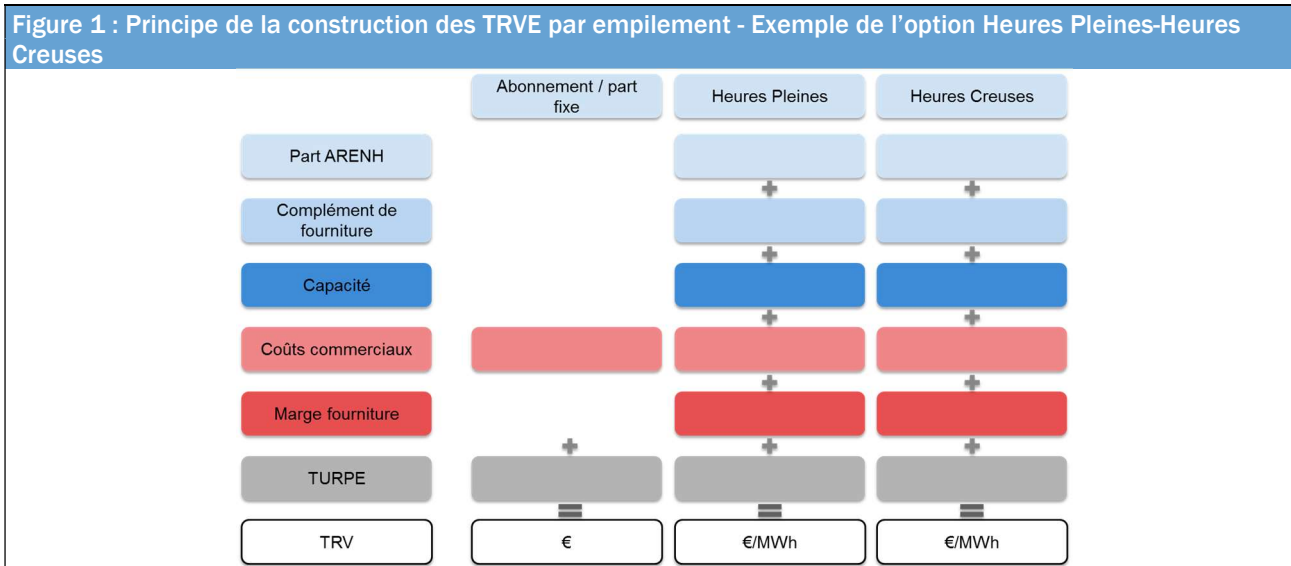 Figure 1 : Principe de la construction des TRVE par empilement - Exemple de l'option Heures Pleines-Heures
Creuses
Abonnement / part
fixe
Heures Pleines
Heures Creuses
Part ARENH
+
+
Complément de
fourniture
+
+
Capacité
+
+
Coûts commerciaux
+
+
Marge fourniture
+
+
+
TURPE
=
=
=
TRV
€
€/MWh
€/MWh